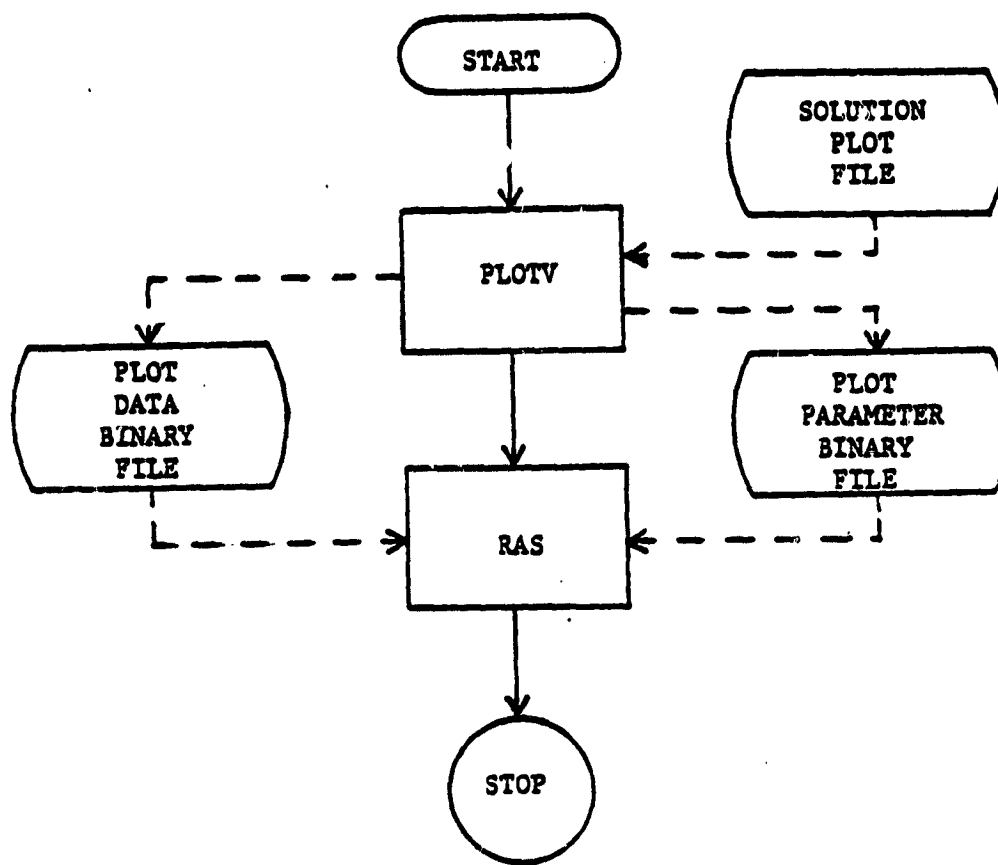 START
SOLUTION
PLOT
FILE
PLOTV
PLOT
DATA
BINARY
FILE
PLOT
PARAMETER
BINARY
FILE
RAS
STOP